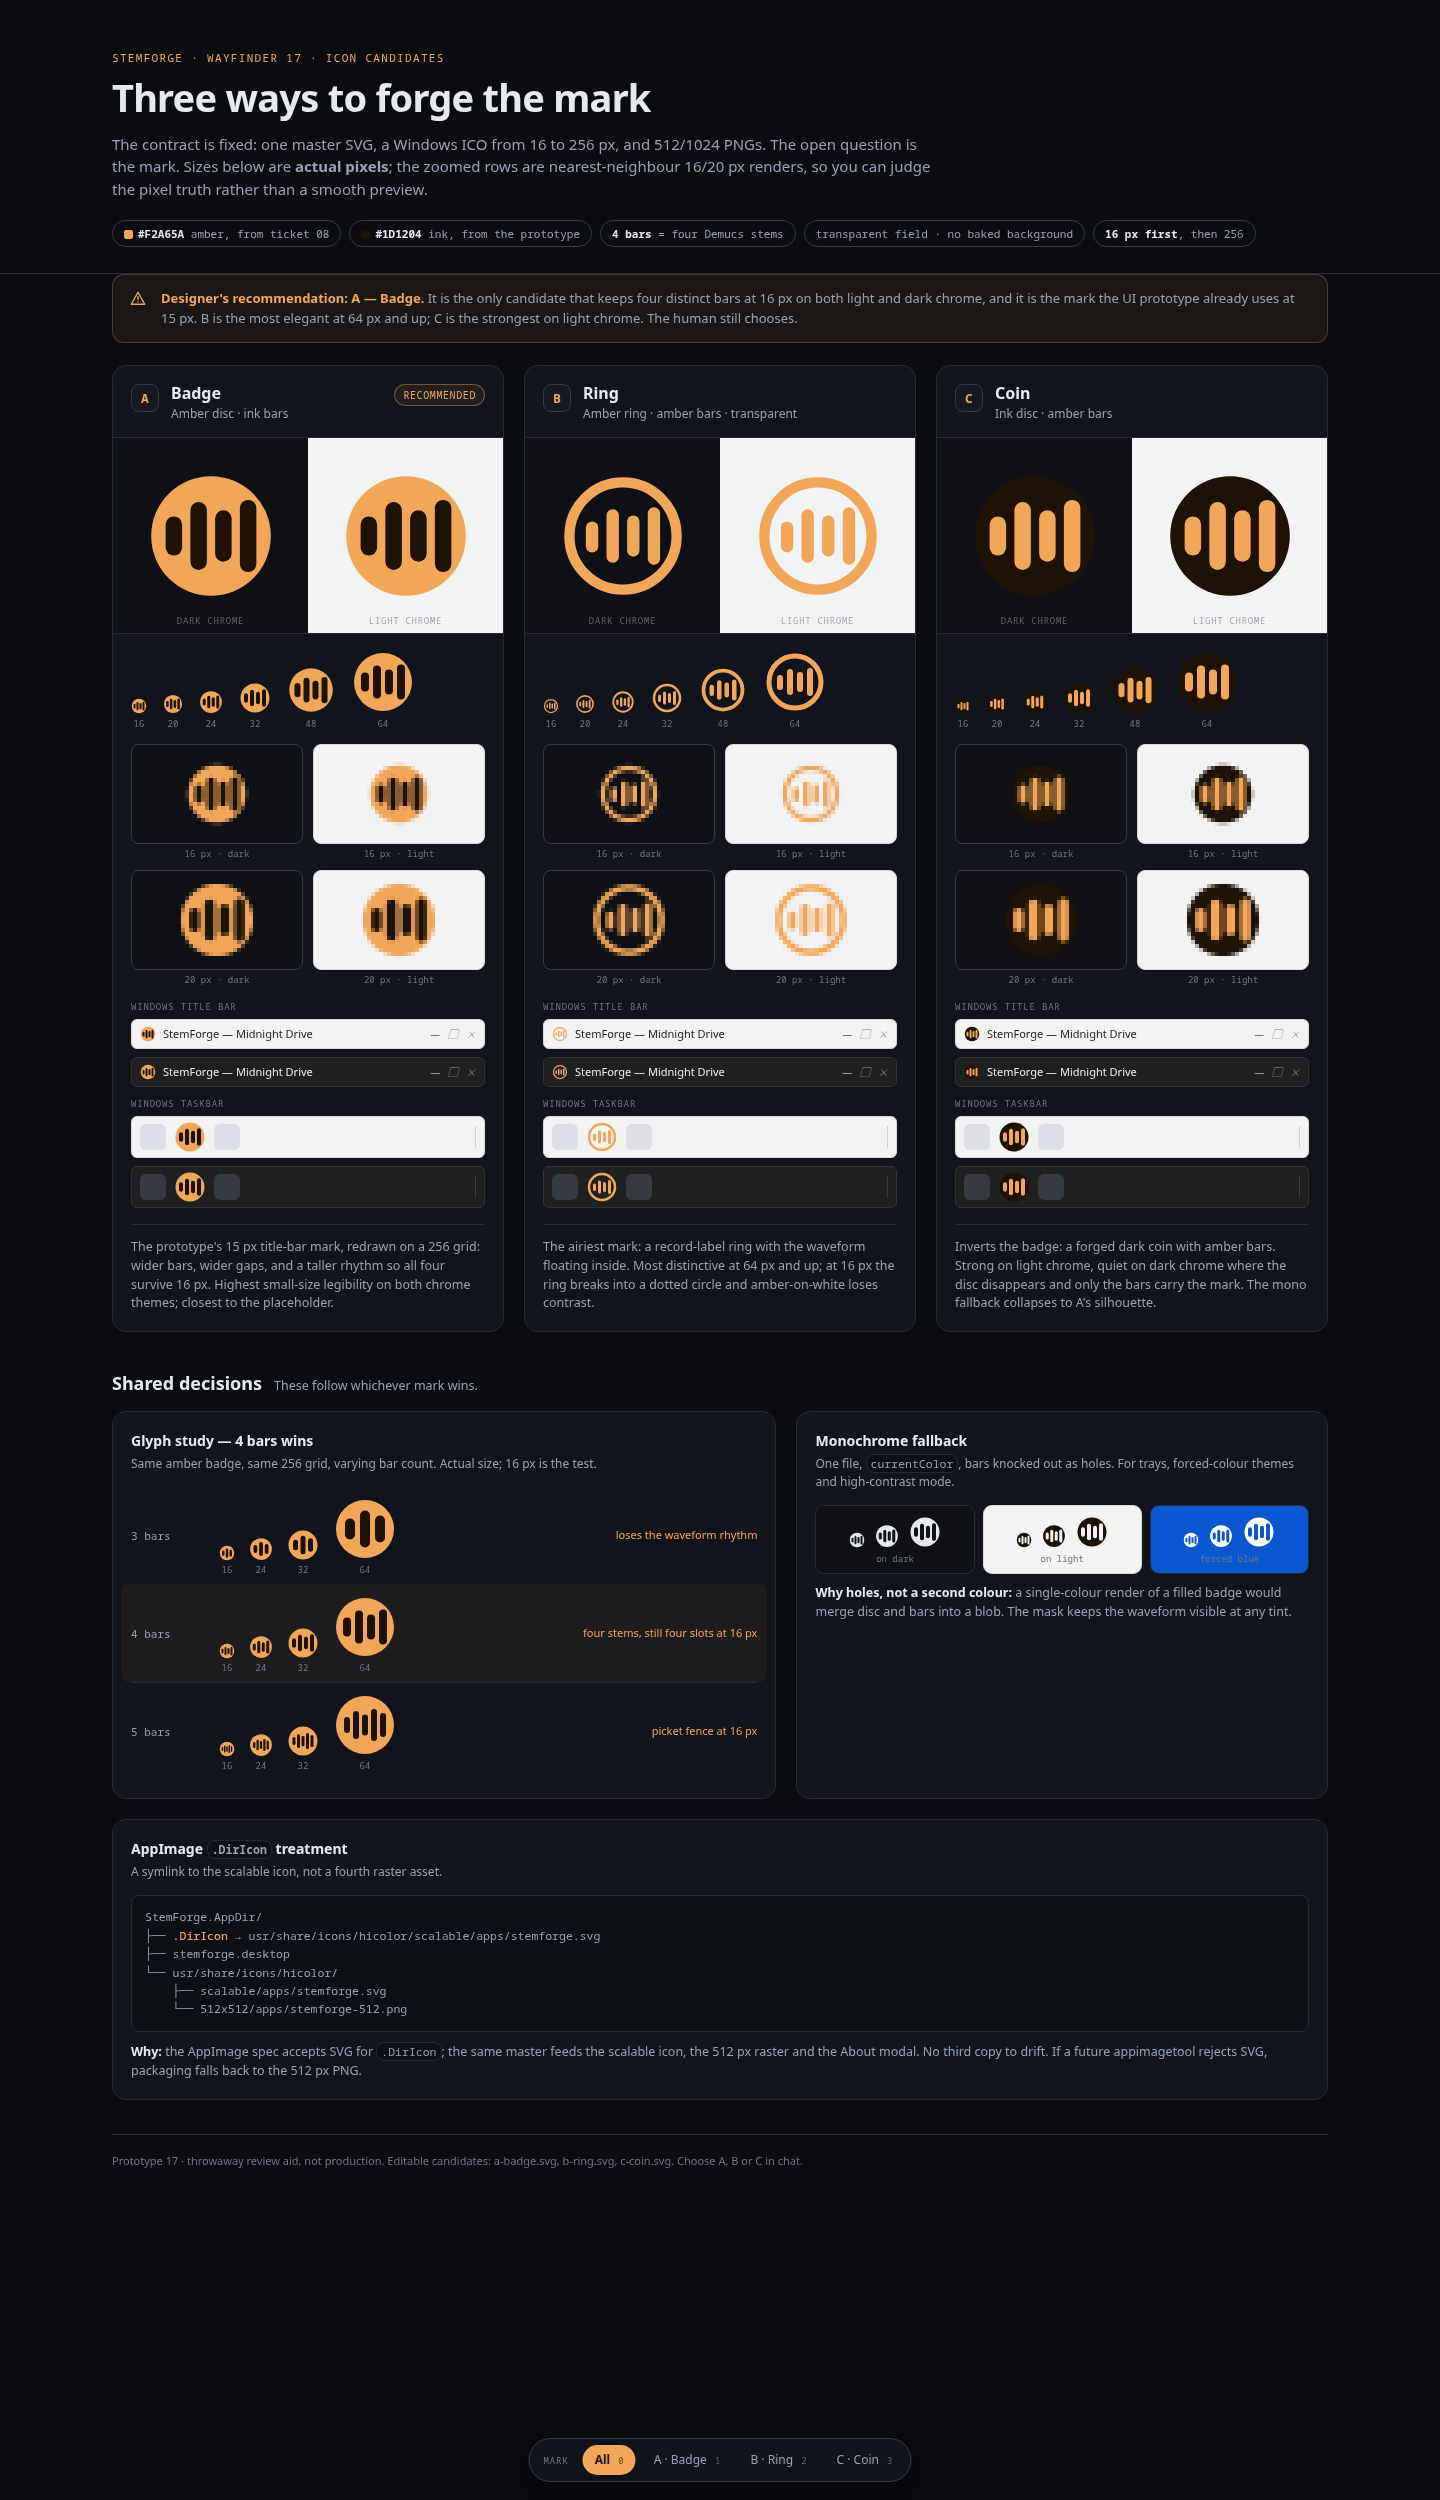 STEMFORGE · WAYFINDER 17 · ICON CANDIDATES
Three ways to forge the mark
The contract is fixed: one master SVG, a Windows ICO from 16 to 256 px, and 512/1024 PNGs. The open question is
the mark. Sizes below are actual pixels; the zoomed rows are nearest-neighbour 16/20 px renders, so you can judge
the pixel truth rather than a smooth preview.
#F2A65A amber, from ticket 08
#1D1204 ink, from the prototype
4 bars = four Demucs stems
transparent field · no baked background
16 px first, then 256
Designer's recommendation: A — Badge. It is the only candidate that keeps four distinct bars at 16 px on both light and dark chrome, and it is the mark the UI prototype already uses at
15 px. B is the most elegant at 64 px and up; C is the strongest on light chrome. The human still chooses.
A
Badge
Amber disc · ink bars
RECOMMENDED
DARK CHROME
LIGHT CHROME
16 20 24 32 48 64
16 px · dark
16 px · light
20 px · dark
20 px · light
WINDOWS TITLE BAR
StemForge — Midnight Drive
StemForge — Midnight Drive
WINDOWS TASKBAR
The prototype's 15 px title-bar mark, redrawn on a 256 grid:
wider bars, wider gaps, and a taller rhythm so all four
survive 16 px. Highest small-size legibility on both chrome
themes; closest to the placeholder.
B
Ring
Amber ring · amber bars · transparent
DARK CHROME
LIGHT CHROME
16 20 24 32 48 64
16 px · dark
16 px · light
20 px · dark
20 px · light
WINDOWS TITLE BAR
StemForge — Midnight Drive
StemForge — Midnight Drive
WINDOWS TASKBAR
The airiest mark: a record-label ring with the waveform
floating inside. Most distinctive at 64 px and up; at 16 px the
ring breaks into a dotted circle and amber-on-white loses
contrast.
C
Coin
Ink disc · amber bars
DARK CHROME
LIGHT CHROME
16 20 24 32 48 64
16 px · dark
16 px · light
20 px · dark
20 px · light
WINDOWS TITLE BAR
StemForge — Midnight Drive
StemForge — Midnight Drive
WINDOWS TASKBAR
Inverts the badge: a forged dark coin with amber bars.
Strong on light chrome, quiet on dark chrome where the
disc disappears and only the bars carry the mark. The mono
fallback collapses to A's silhouette.
Shared decisions These follow whichever mark wins.
Glyph study — 4 bars wins
Same amber badge, same 256 grid, varying bar count. Actual size; 16 px is the test.
3 bars
16 24 32 64
loses the waveform rhythm
4 bars
16 24 32 64
four stems, still four slots at 16 px
5 bars
16 24 32 64
picket fence at 16 px
Monochrome fallback
One file, currentColor, bars knocked out as holes. For trays, forced-colour themes
and high-contrast mode.
on dark
on light
forced blue
Why holes, not a second colour: a single-colour render of a filled badge would
merge disc and bars into a blob. The mask keeps the waveform visible at any tint.
AppImage .DirIcon treatment
A symlink to the scalable icon, not a fourth raster asset.
StemForge.AppDir/
├── .DirIcon → usr/share/icons/hicolor/scalable/apps/stemforge.svg
├── stemforge.desktop
└── usr/share/icons/hicolor/
    ├── scalable/apps/stemforge.svg
    └── 512x512/apps/stemforge-512.png
Why: the AppImage spec accepts SVG for .DirIcon; the same master feeds the scalable icon, the 512 px raster and the About modal. No third copy to drift. If a future appimagetool rejects SVG,
packaging falls back to the 512 px PNG.
Prototype 17 · throwaway review aid, not production. Editable candidates: a-badge.svg, b-ring.svg, c-coin.svg. Choose A, B or C in chat.
MARK All 0 A · Badge 1 B · Ring 2 C · Coin 3